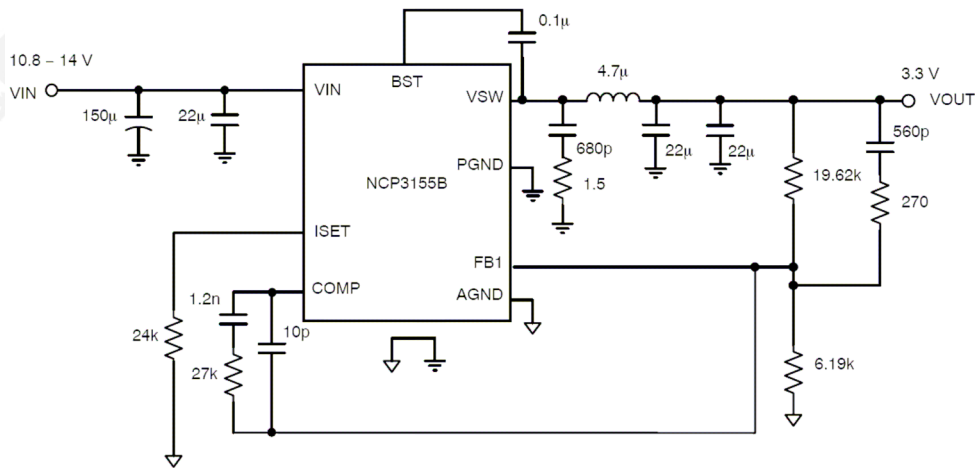 0.1μ
10.8 – 14 V
VIN
150μ
22μ
VIN
BST
VSW
4.7μ
3.3 V
VOUT
560p
680p
22μ
22μ
PGND
NCP3155B
1.5
19.62k
270
ISET
FB1
COMP
AGND
1.2n
10p
24k
27k
6.19k